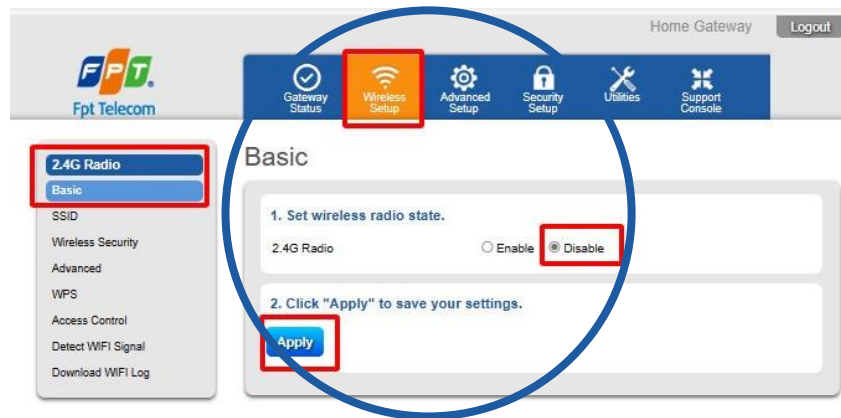 Home Gateway
Logout
FPT.
Fpt Telecom
Gateway
Status
Wireless
Setup
Advanced
Setup
Security
Setup
Utilities
Support
Console
2.4G Radio
Basic
SSID
Wireless Security
Advanced
WPS
Access Control
Detect WIFI Signal
Download WIFI Log
Basic
1. Set wireless radio state.
2.4G Radio Enable Disable
2. Click "Apply" to save your settings.
Apply